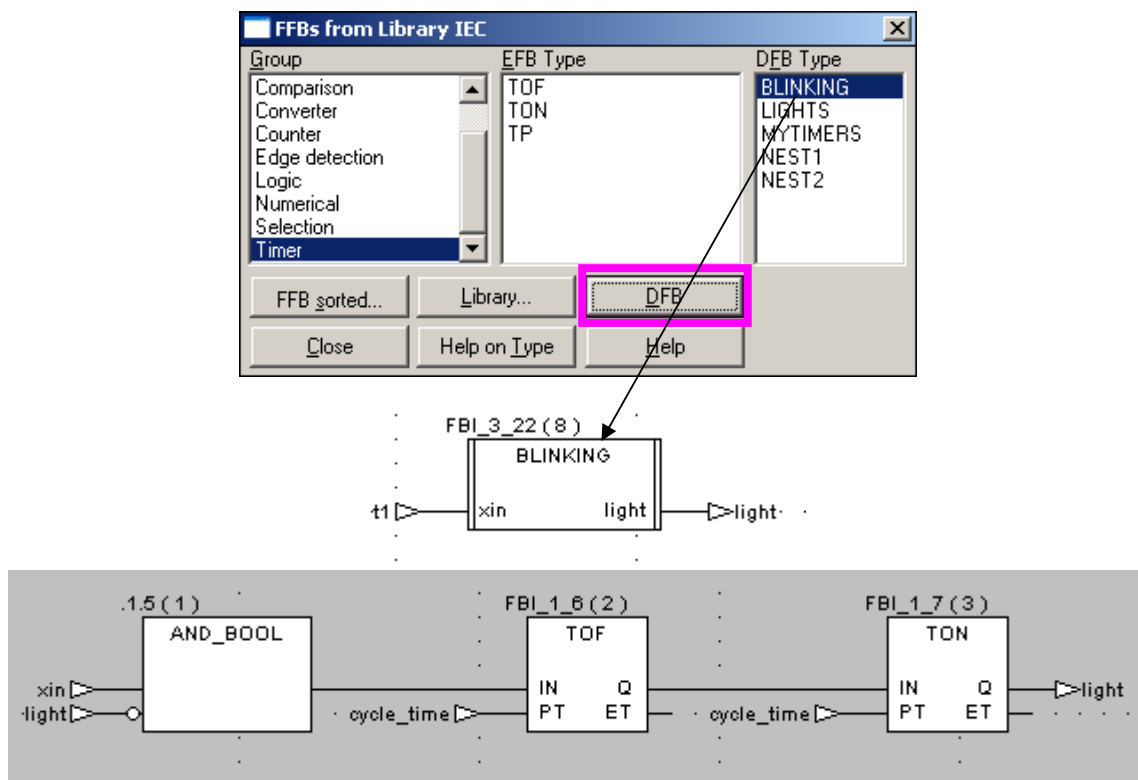 FFBs from Library IEC
Group EFB Type DFB Type
Comparison TOF BLINKING
Converter TON LIGHTS
Counter TP MYTIMERS
Edge detection NEST1
Logic NEST2
Numerical
Selection
Timer
FFB sorted... Library... DFB
Close Help on Type Help
FBI_3_22(8)
BLINKING
t1 xin light light
.1.5(1) FBI_1_6(2) FBI_1_7(3)
AND_BOOL TOF TON
xin IN Q IN Q light
light cycle_time PT ET cycle_time PT ET